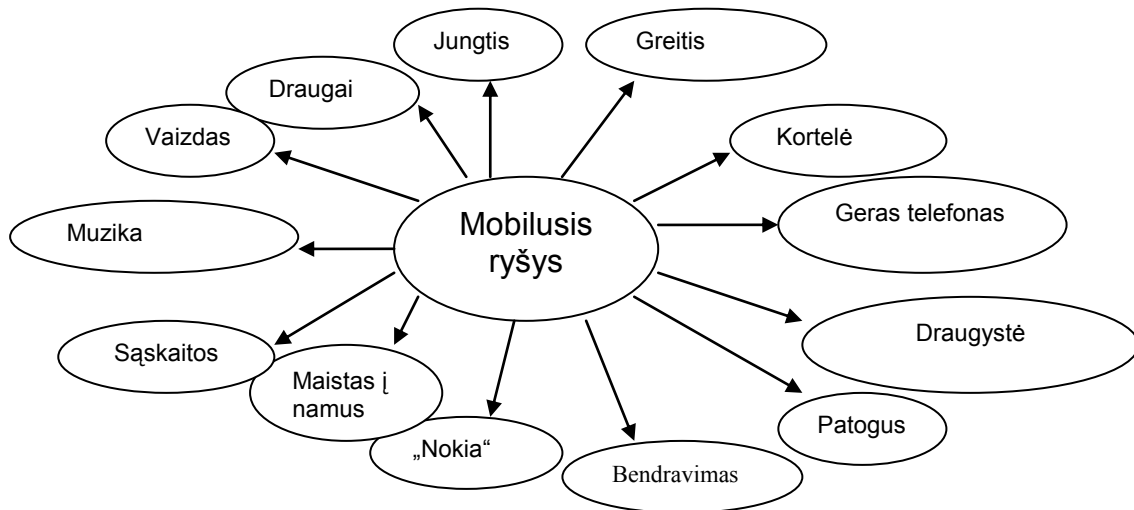 Jungtis
Greitis
Draugai
Vaizdas
Kortelė
Muzika
Mobilusis
ryšys
Geras telefonas
Sąskaitos
Maistas į
namus
Draugystė
Patogus
„Nokia“
Bendravimas